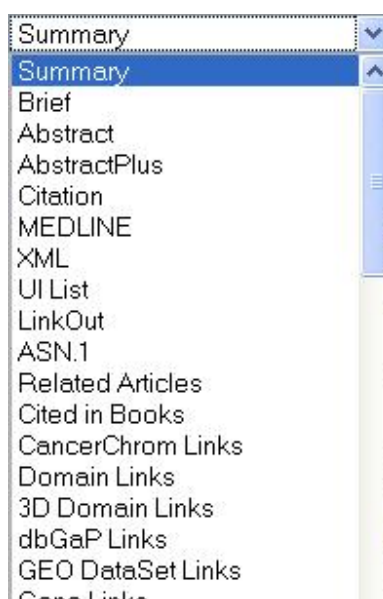 Summary
Summary
Brief
Abstract
AbstractPlus
Citation
MEDLINE
XML
UI List
LinkOut
ASN.1
Related Articles
Cited in Books
CancerChrom Links
Domain Links
3D Domain Links
dbGaP Links
GEO DataSet Links